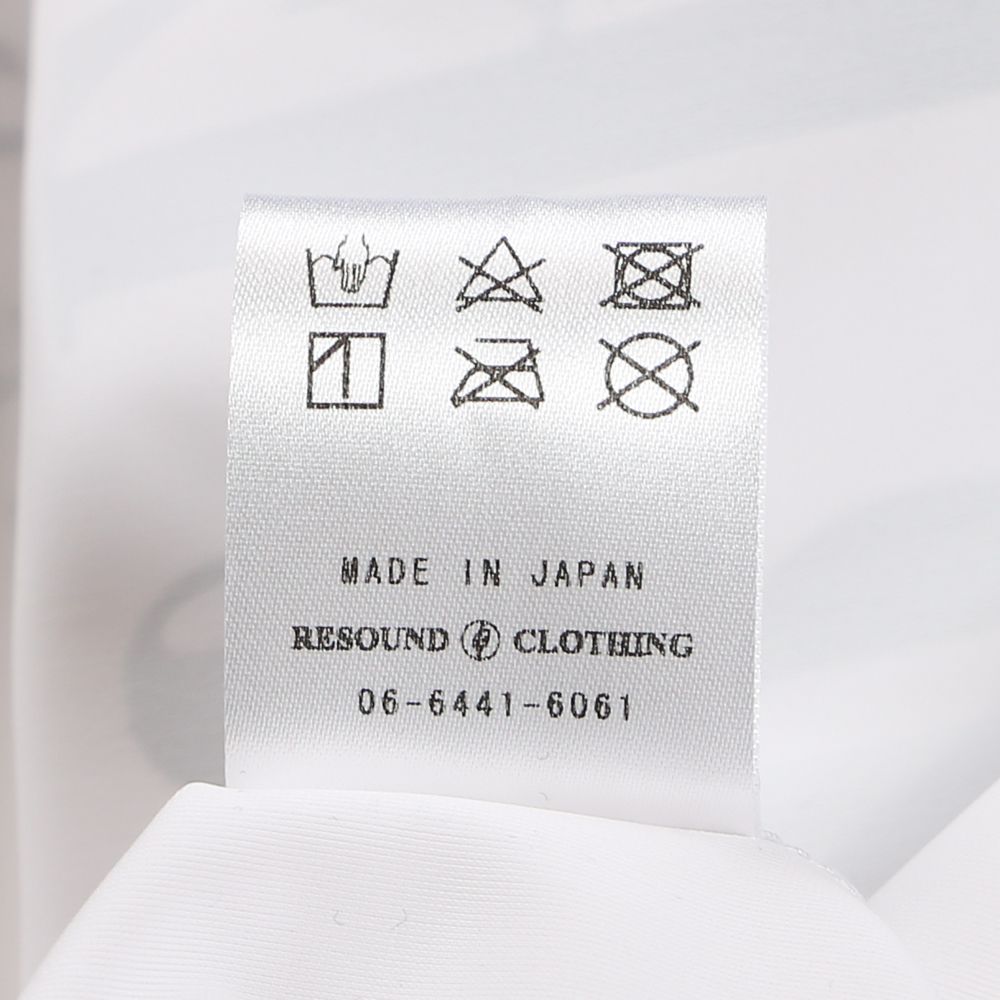 MADE IN JAPAN
RESOUND CLOTHING
06-6441-6061